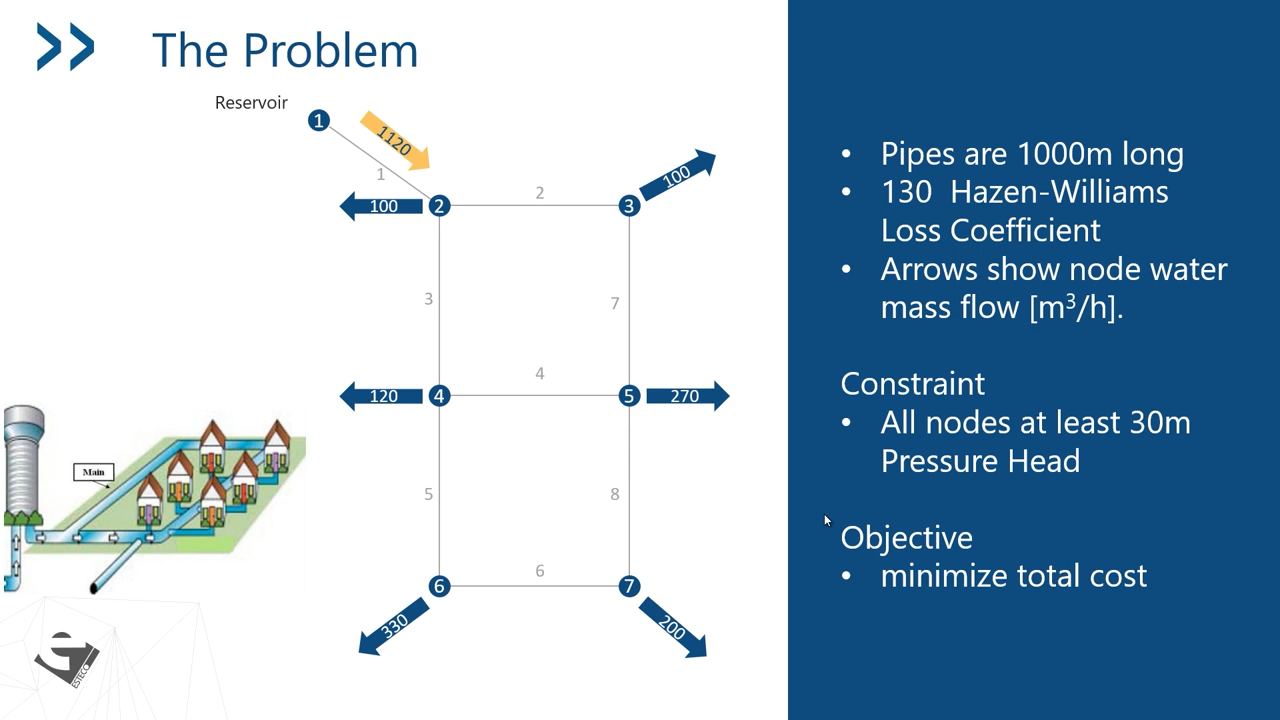 The Problem
Reservoir
1
1120
1
100
2
2
3
100
3
7
4
120
4
5
270
Main
5
8
6
6
7
330
200
ESTECO
• Pipes are 1000m long
• 130 Hazen-Williams
Loss Coefficient
• Arrows show node water
mass flow [m³/h].
Constraint
• All nodes at least 30m
Pressure Head
Objective
• minimize total cost